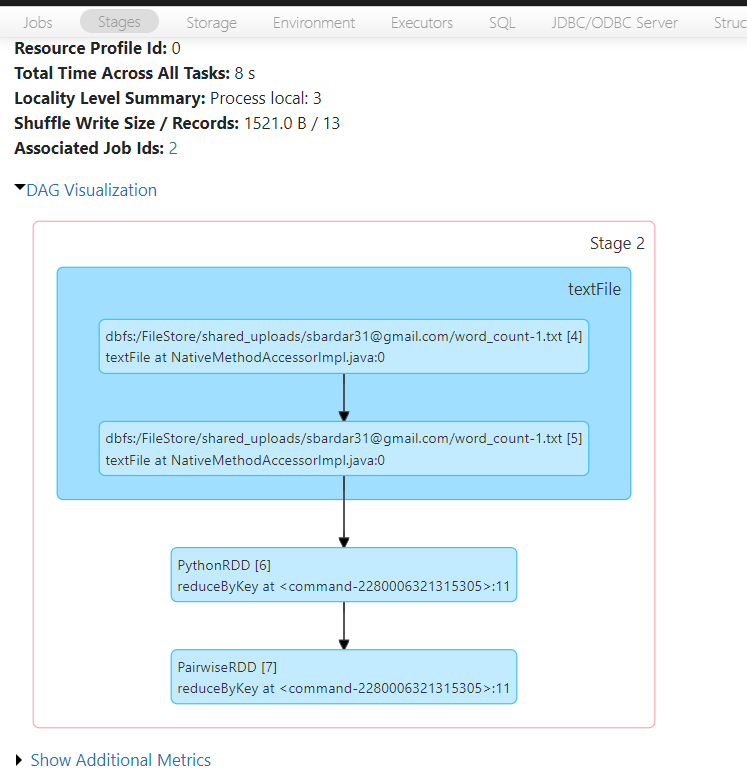 Jobs Stages Storage Environment Executors SQL JDBC/ODBC Server Struc
Resource Profile Id: 0
Total Time Across All Tasks: 8 s
Locality Level Summary: Process local: 3
Shuffle Write Size / Records: 1521.0 B / 13
Associated Job Ids: 2
DAG Visualization
Stage 2
textFile
dbfs:/FileStore/shared_uploads/sbardar31@gmail.com/word_count-1.txt [4]
textFile at NativeMethodAccessorImpl.java:0
dbfs:/FileStore/shared_uploads/sbardar31@gmail.com/word_count-1.txt [5]
textFile at NativeMethodAccessorImpl.java:0
PythonRDD [6]
reduceByKey at <command-2280006321315305>:11
PairwiseRDD [7]
reduceByKey at <command-2280006321315305>:11
Show Additional Metrics